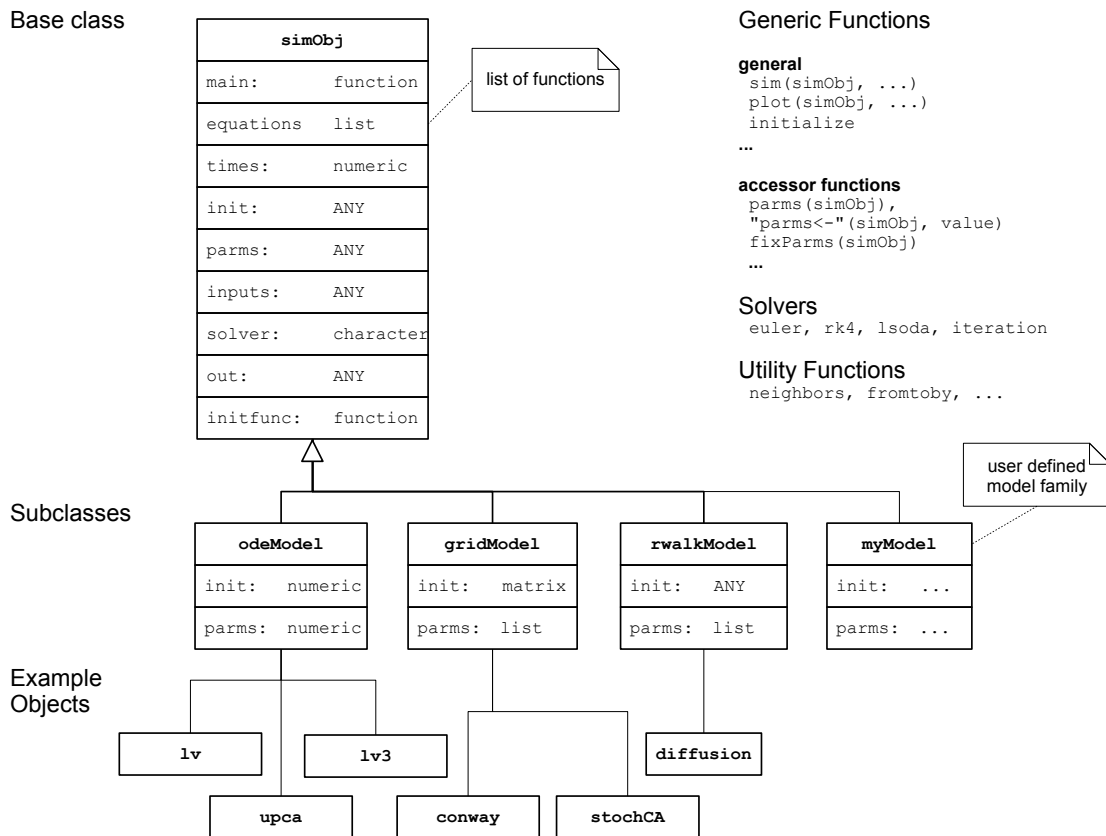 Base class
simObj
main: function
equations list
times: numeric
init: ANY
parms: ANY
inputs: ANY
solver: character
out: ANY
initfunc: function
list of functions
Generic Functions
general
sim(simObj, ...)
plot(simObj, ...)
initialize
...
accessor functions
parms(simObj),
"parms<-"(simObj, value)
fixParms(simObj)
...
Solvers
euler, rk4, lsoda, iteration
Utility Functions
neighbors, fromtoby, ...
user defined
model family
Subclasses
odeModel
init: numeric
parms: numeric
gridModel
init: matrix
parms: list
rwalkModel
init: ANY
parms: list
myModel
init: ...
parms: ...
Example
Objects
lv
lv3
diffusion
upca
conway
stochCA